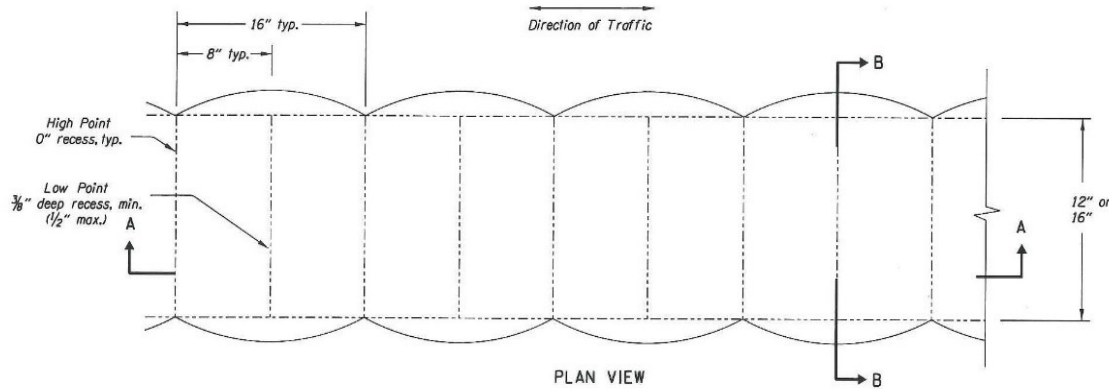 16" typ.
Direction of Traffic
8" typ.
B
High Point
0" recess, typ.
Low Point
3/8" deep recess, min.
(1/2" max.)
A
12" or
16"
A
PLAN VIEW
B